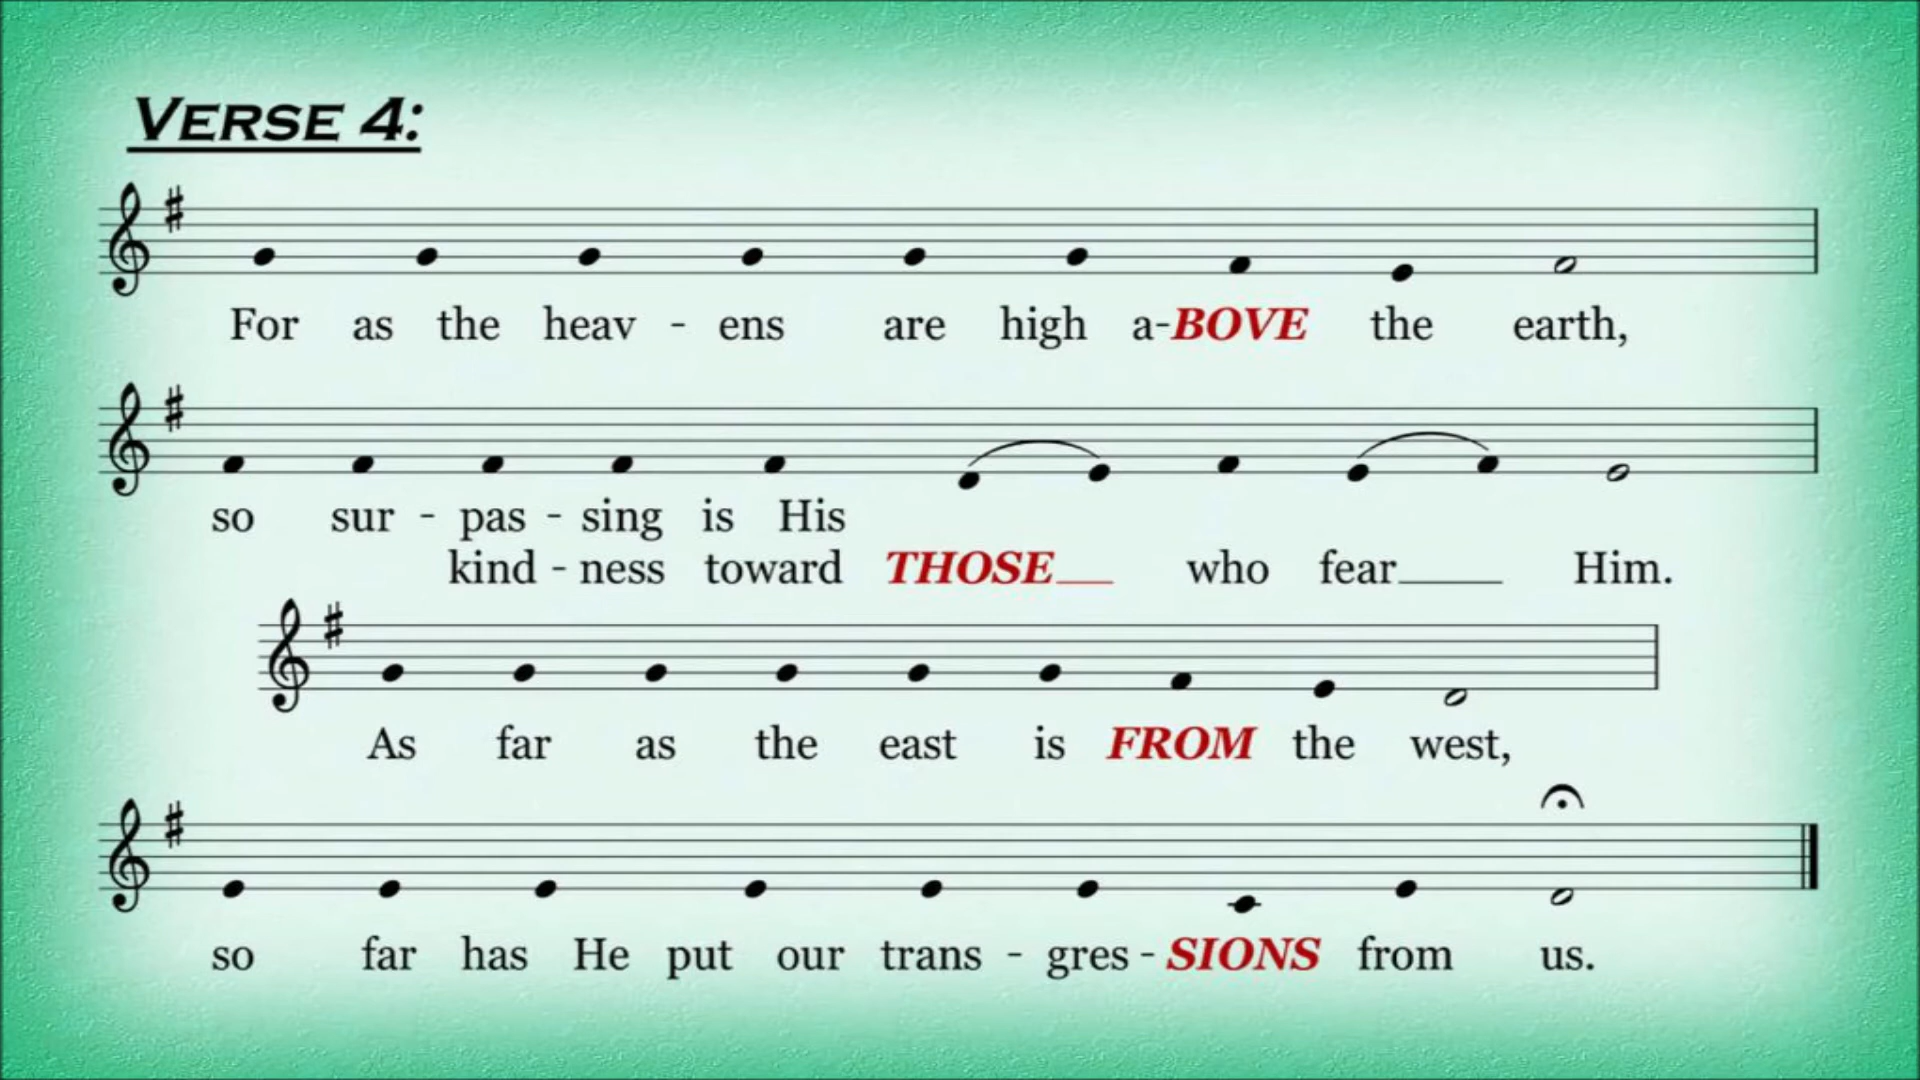 VERSE 4:
For as the heav - ens are high a-BOVE the earth,
so sur - pas - sing is His
kind - ness toward THOSE__ who fear____ Him.
As far as the east is FROM the west,
so far has He put our trans - gres - SIONS from us.